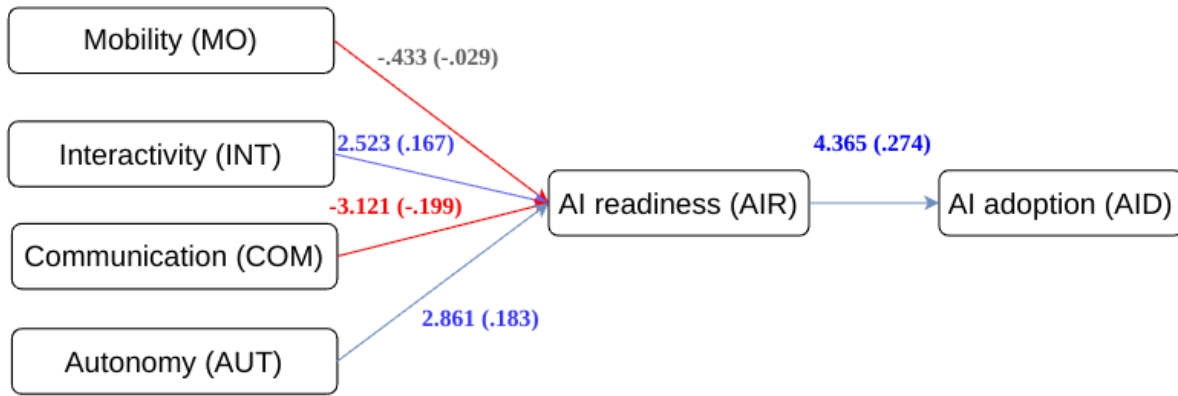 Mobility (MO)
-.433 (-.029)
Interactivity (INT)
2.523 (.167)
4.365 (.274)
-3.121 (-.199)
AI readiness (AIR)
AI adoption (AID)
Communication (COM)
2.861 (.183)
Autonomy (AUT)